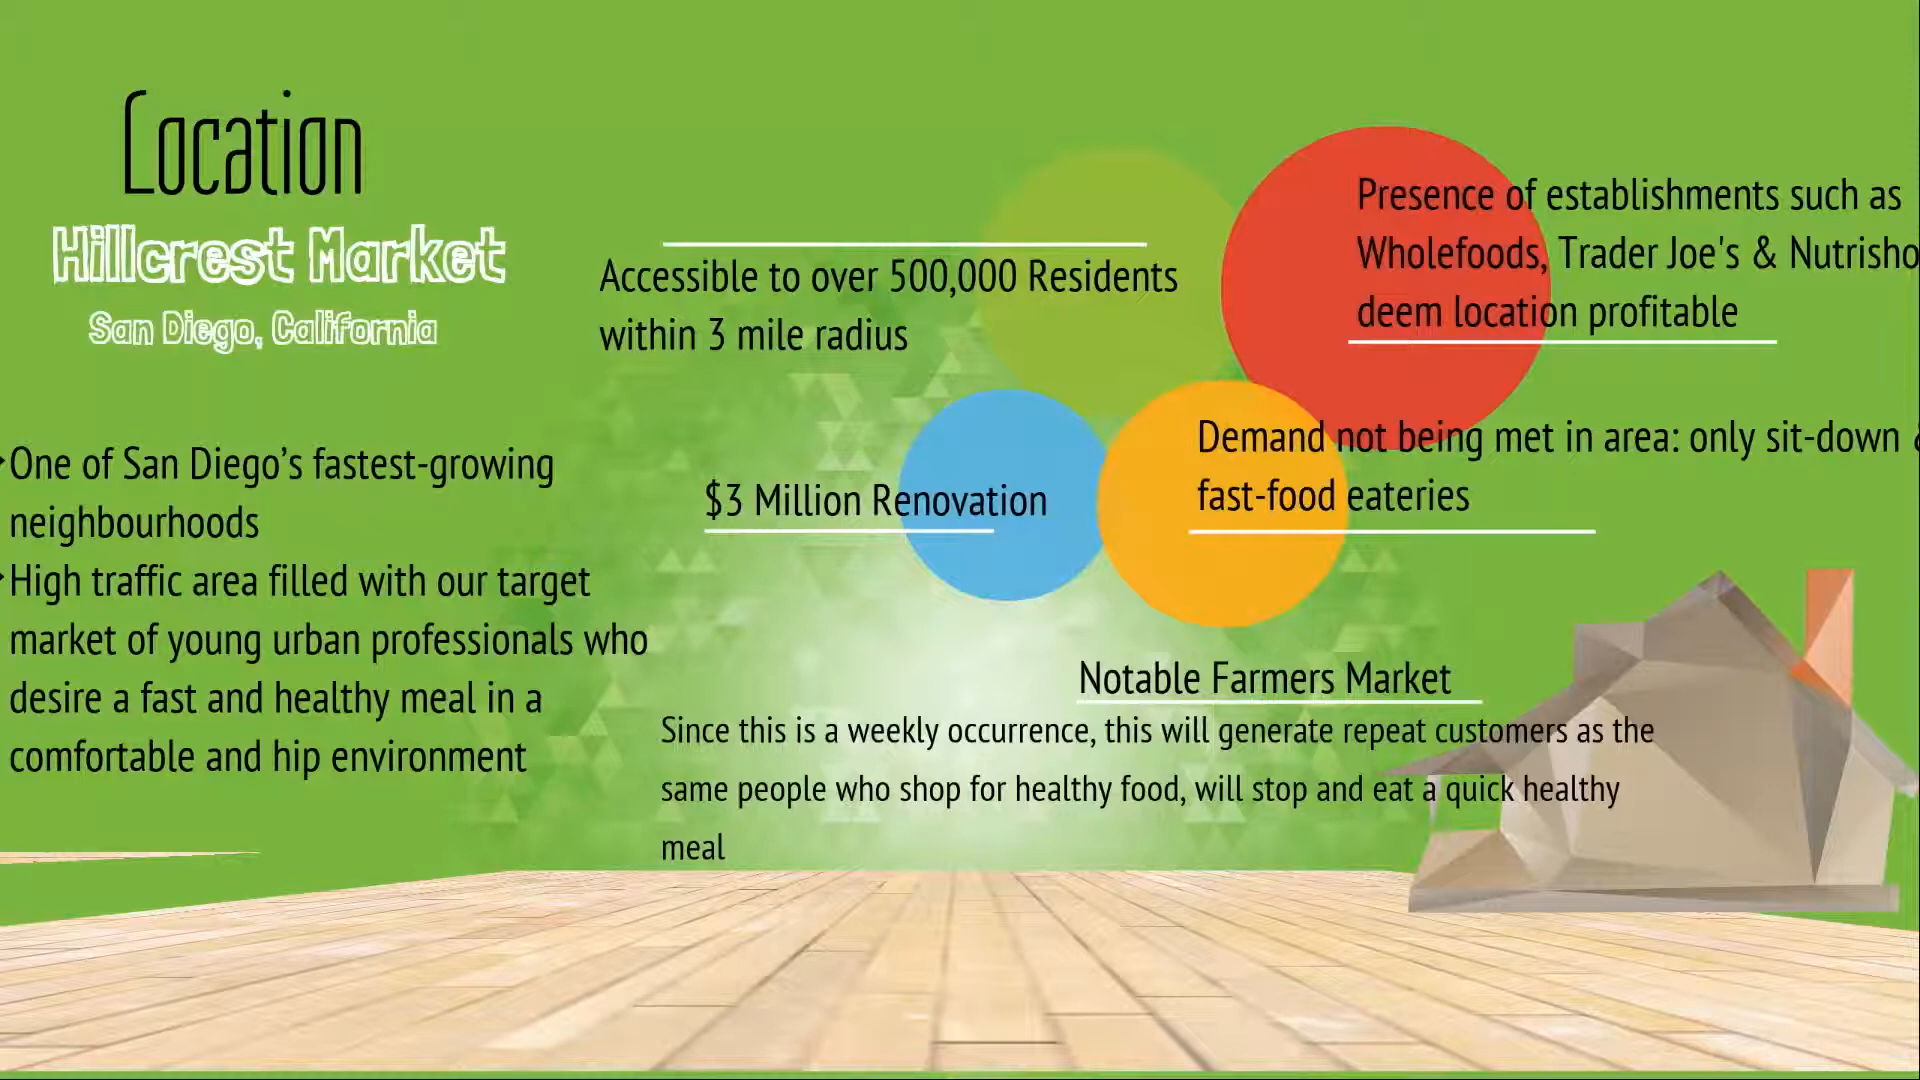 Location
Hillcrest Market
San Diego, California
One of San Diego’s fastest-growing
neighbourhoods
High traffic area filled with our target
market of young urban professionals who
desire a fast and healthy meal in a
comfortable and hip environment
Accessible to over 500,000 Residents
within 3 mile radius
$3 Million Renovation
Presence of establishments such as
Wholefoods, Trader Joe's & Nutrisho
deem location profitable
Demand not being met in area: only sit-down &
fast-food eateries
Notable Farmers Market
Since this is a weekly occurrence, this will generate repeat customers as the
same people who shop for healthy food, will stop and eat a quick healthy
meal